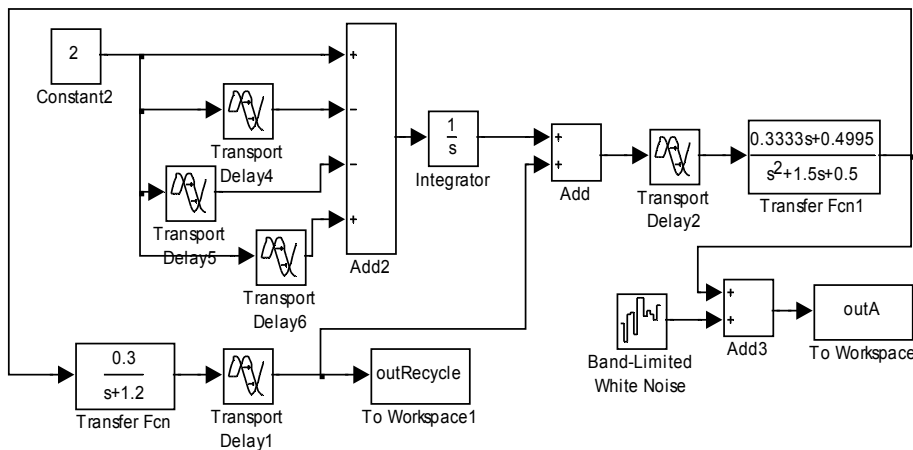 2
Constant2
+
−
−
+
Add2
Transport
Delay4
Transport
Delay5
Transport
Delay6
1
s
Integrator
+
+
Add
Transport
Delay2
0.3333s+0.4995
s²+1.5s+0.5
Transfer Fcn1
0.3
s+1.2
Transfer Fcn
Transport
Delay1
outRecycle
To Workspace1
Band-Limited
White Noise
+
+
Add3
outA
To Workspace